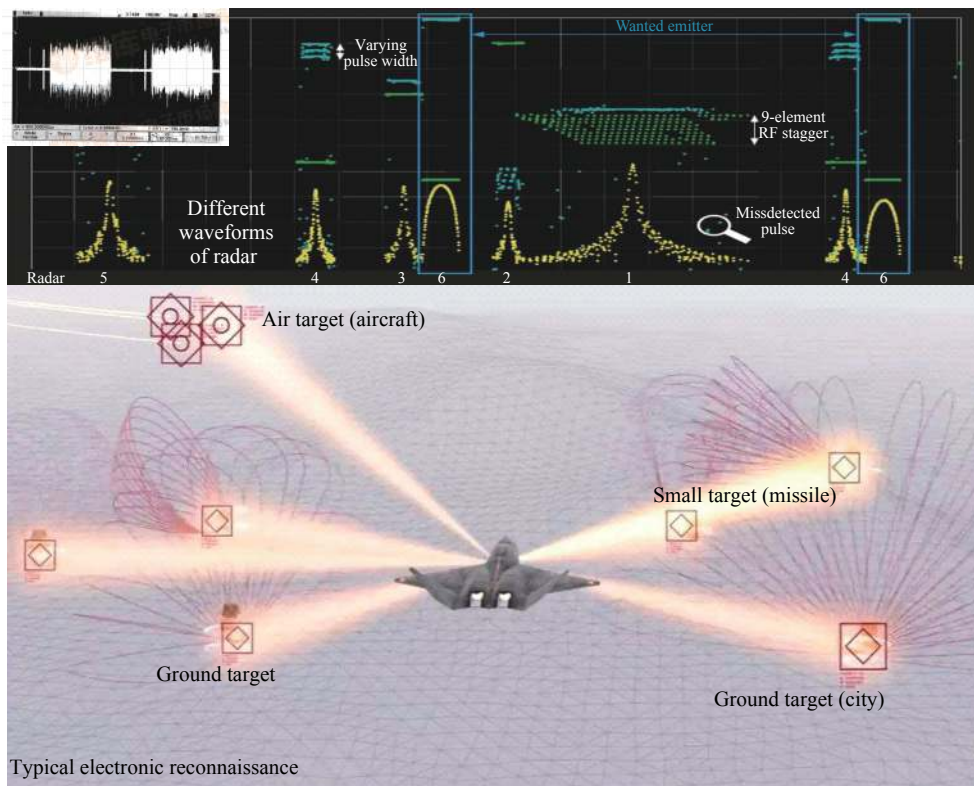 Varying
pulse width
Wanted emitter
9-element
RF stagger
Different
waveforms
of radar
Missdetected
pulse
Radar 5 4 3 6 2 1 4 6
Air target (aircraft)
Small target (missile)
Ground target
Ground target (city)
Typical electronic reconnaissance